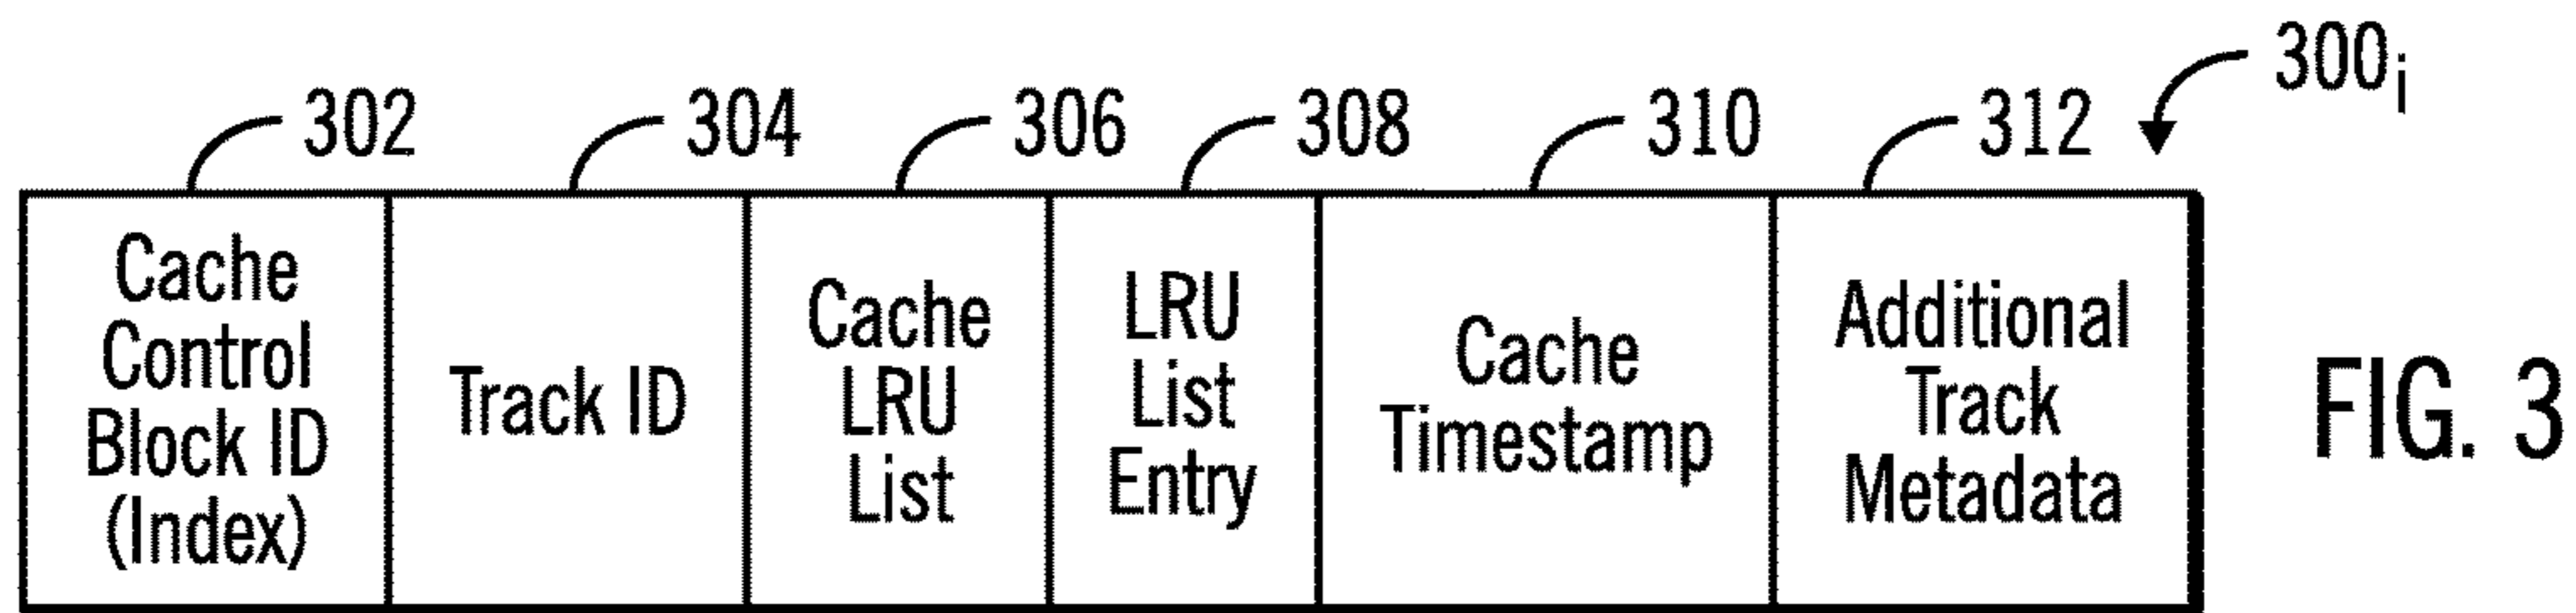 302 304 306 308 310 312 300i
Cache Control Block ID (Index)
Track ID
Cache LRU List
LRU List Entry
Cache Timestamp
Additional Track Metadata
FIG. 3